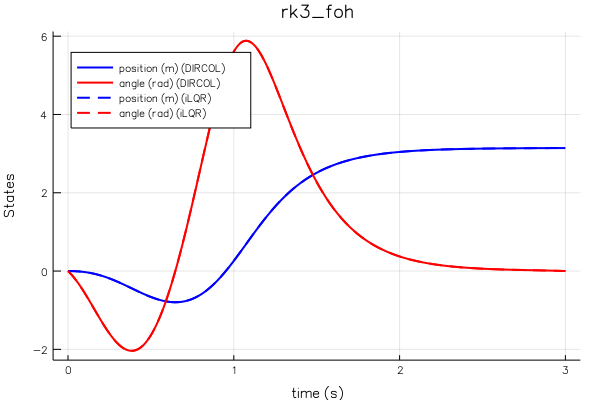 rk3_foh
States
6
4
2
0
−2
position (m) (DIRCOL)
angle (rad) (DIRCOL)
position (m) (iLQR)
angle (rad) (iLQR)
0
1
2
3
time (s)